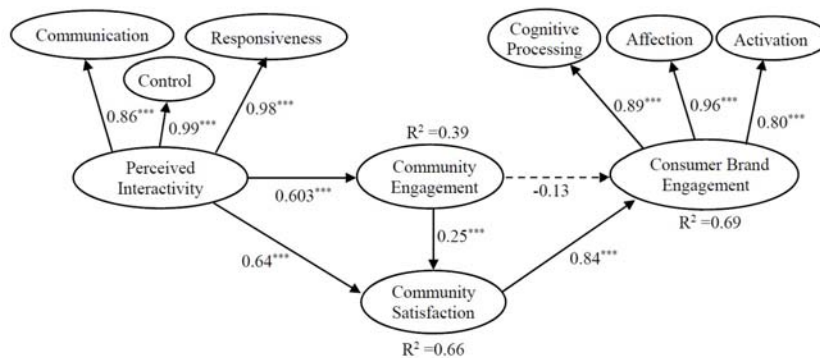 Communication
Responsiveness
Control
Cognitive
Processing
Affection
Activation
0.86***
0.99***
0.98***
0.89***
0.96***
0.80***
R² =0.39
Perceived
Interactivity
Community
Engagement
Consumer Brand
Engagement
0.603***
-0.13
R² =0.69
0.64***
0.25***
0.84***
Community
Satisfaction
R² =0.66